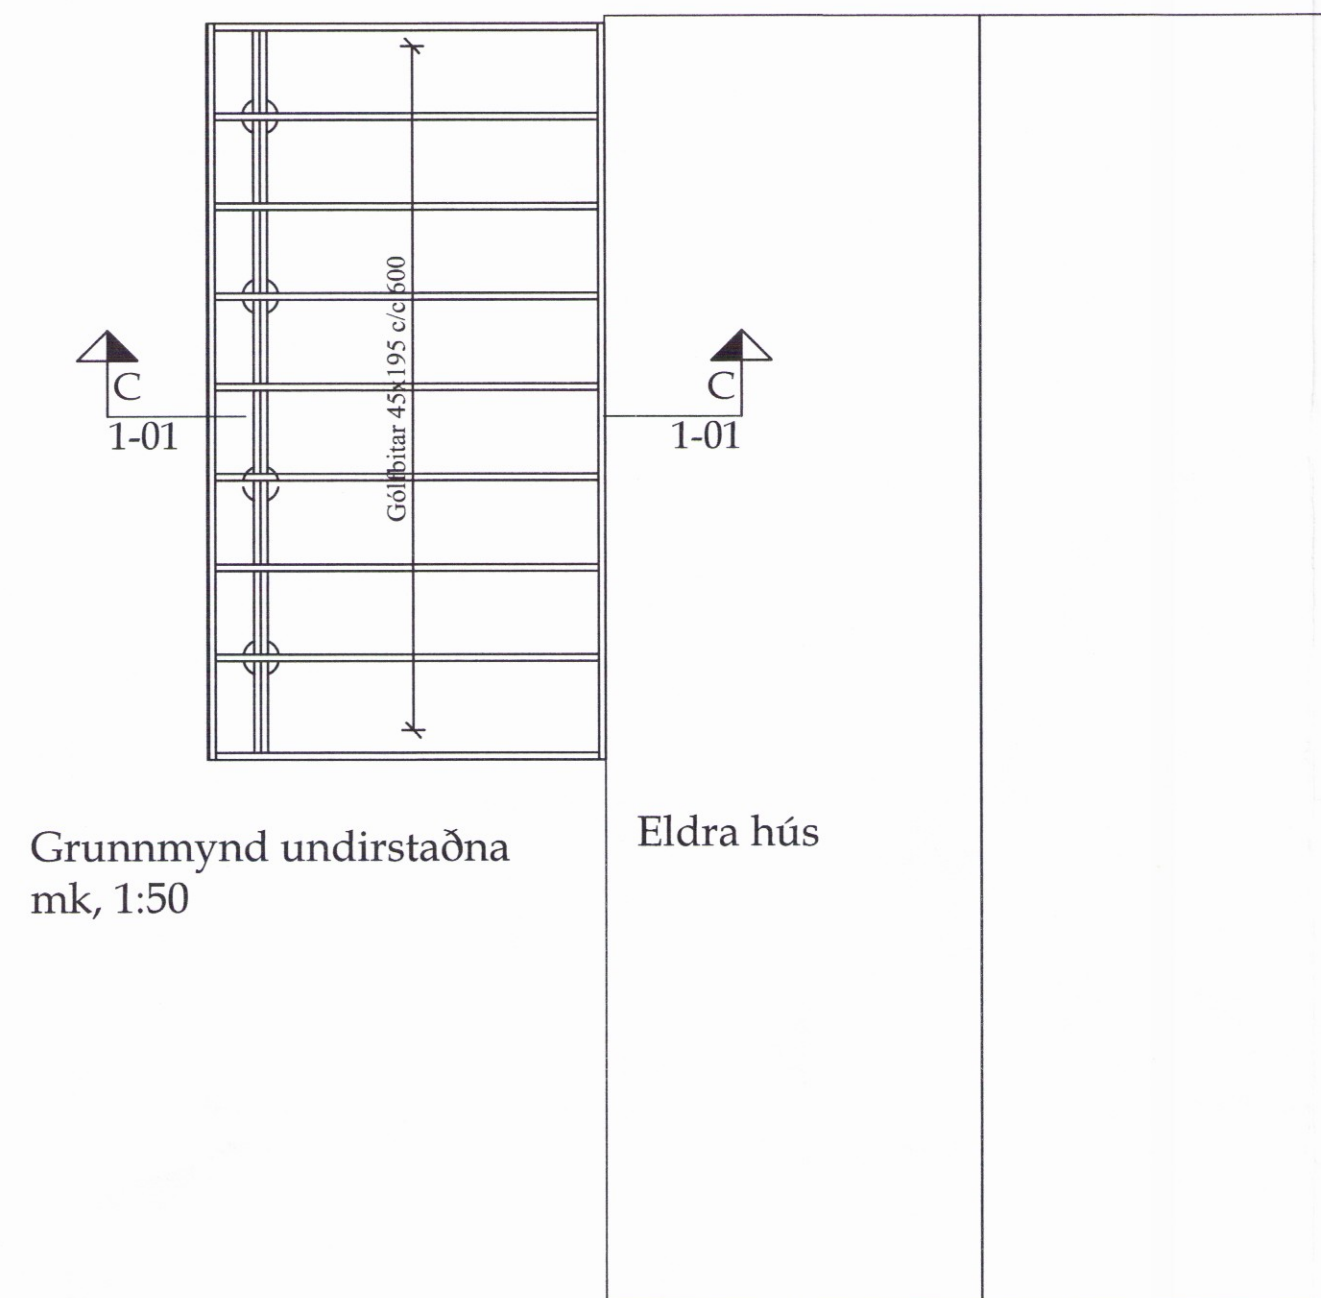 Gólfbitar 45x195 c/c 600
C
1-01
C
1-01
Grunnmynd undirstaðna
mk, 1:50
Eldra hús